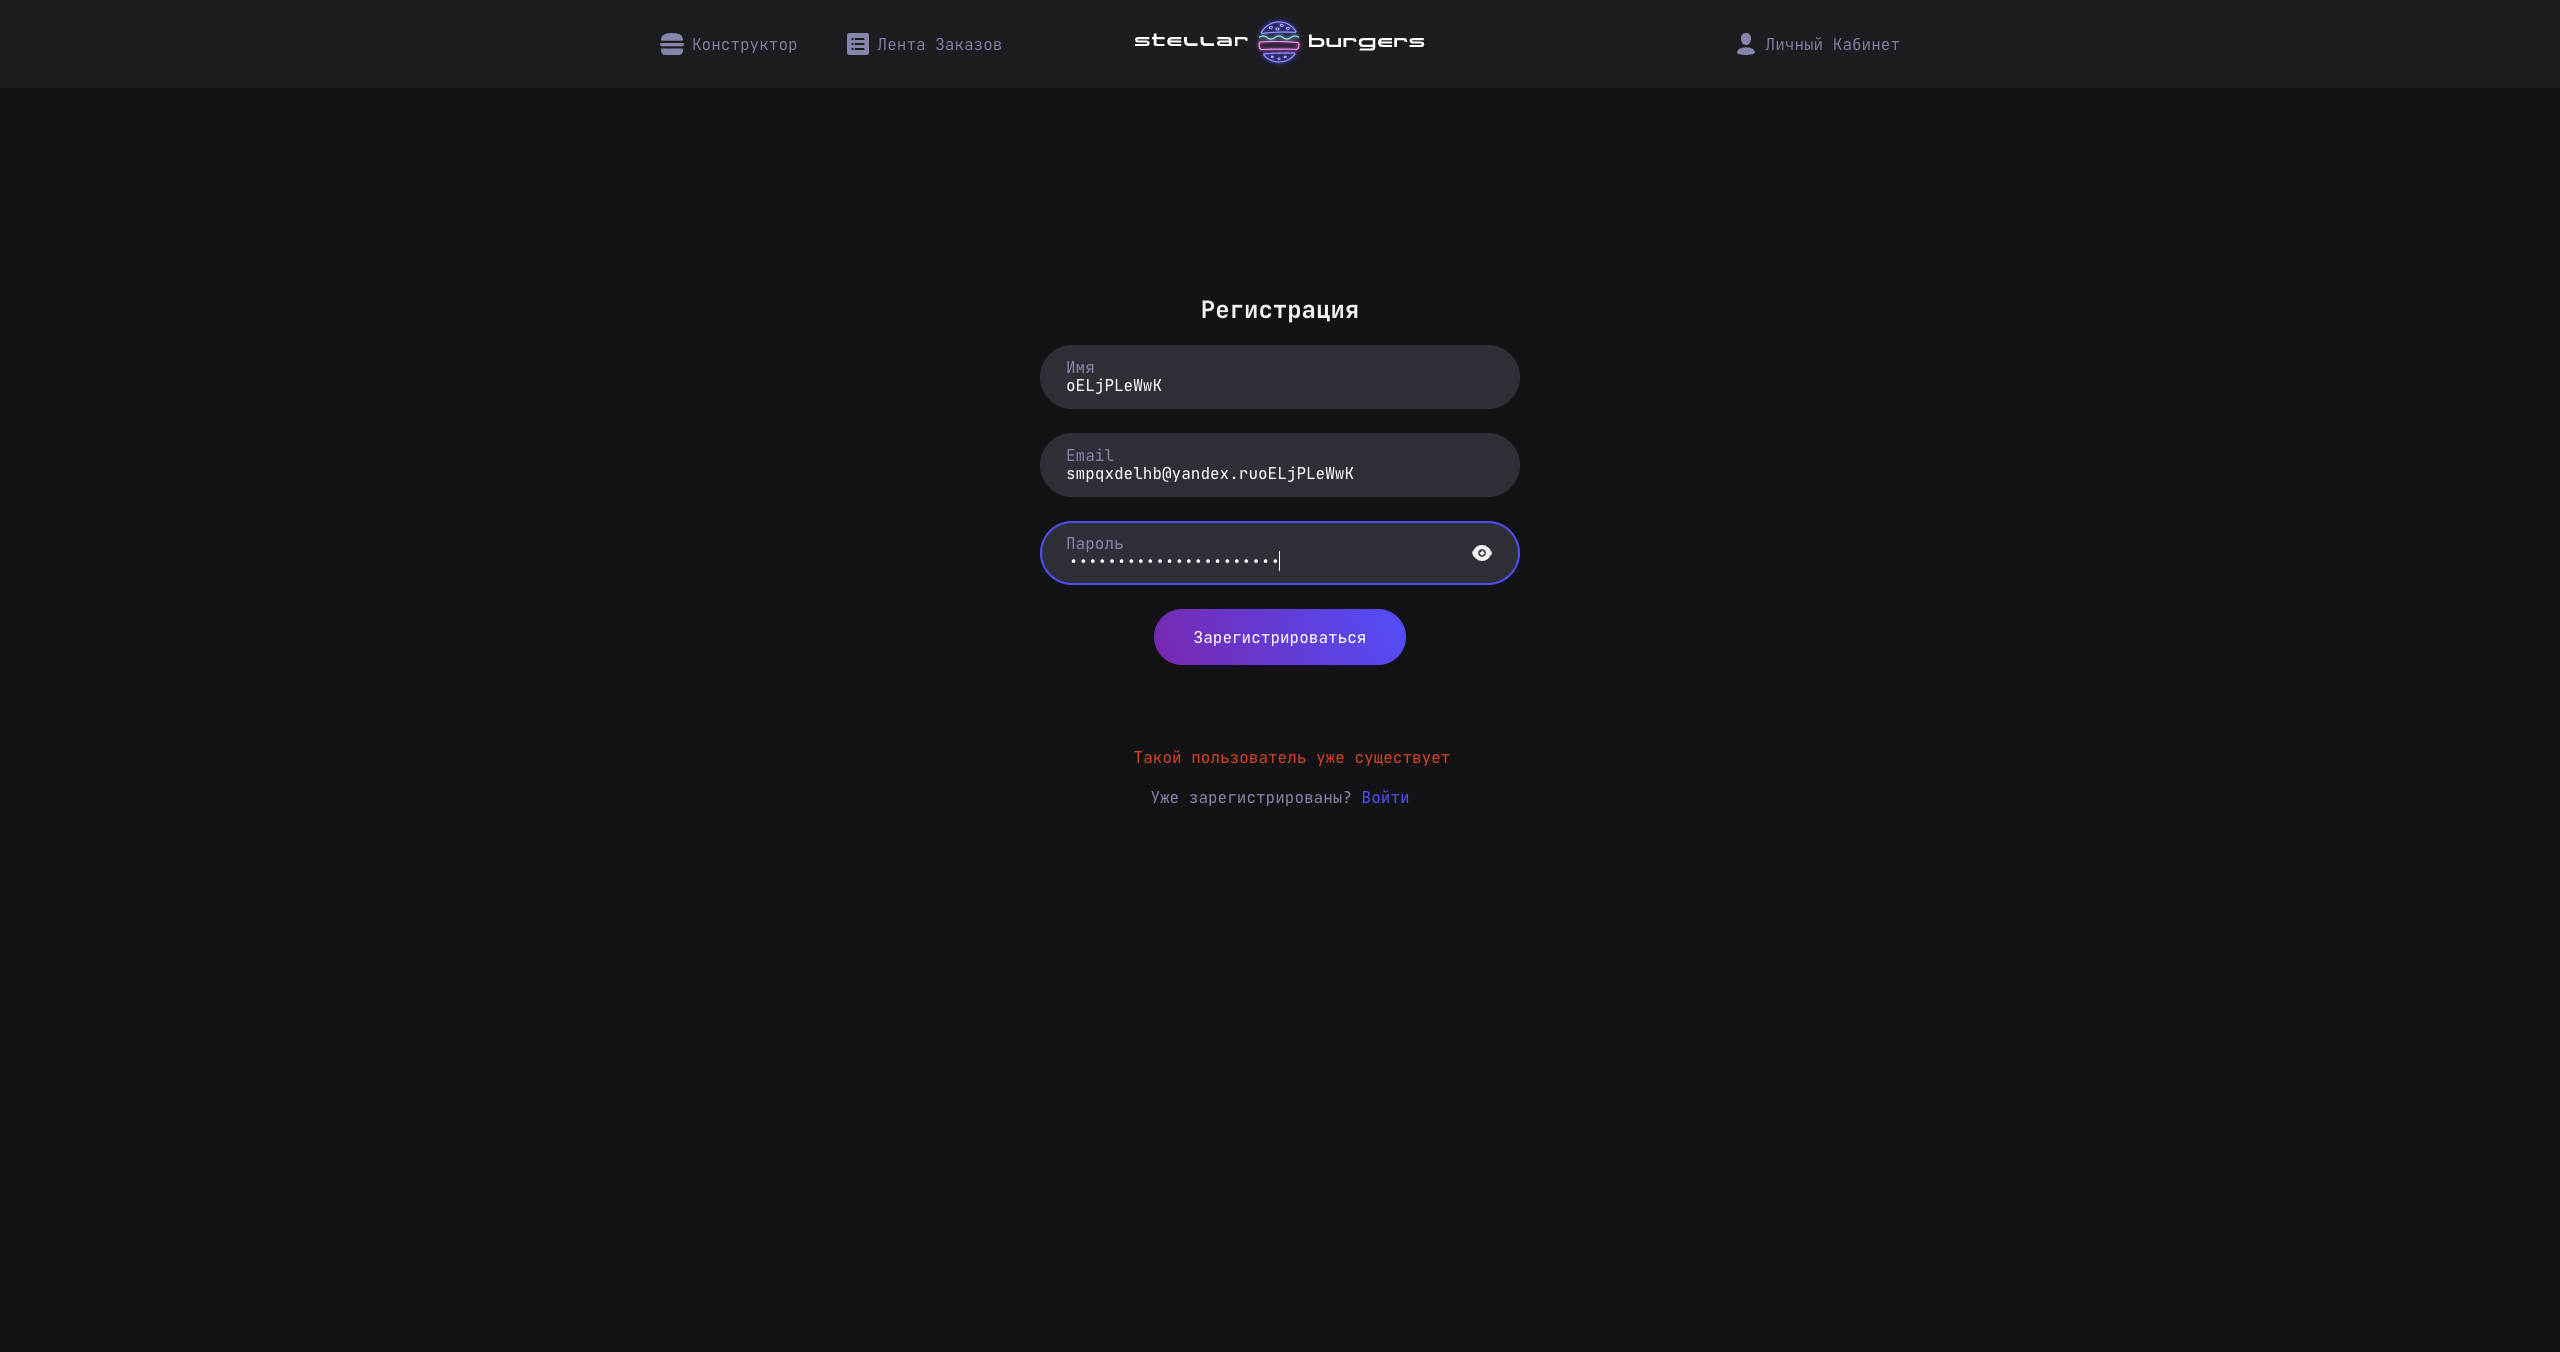 Конструктор
Лента Заказов
stellar burgers
Личный Кабинет
Регистрация
Имя
oELjPLeWwK
Email
smpqxdelhb@yandex.ruoELjPLeWwK
Пароль
••••••••••••••••••••••
Зарегистрироваться
Такой пользователь уже существует
Уже зарегистрированы? Войти